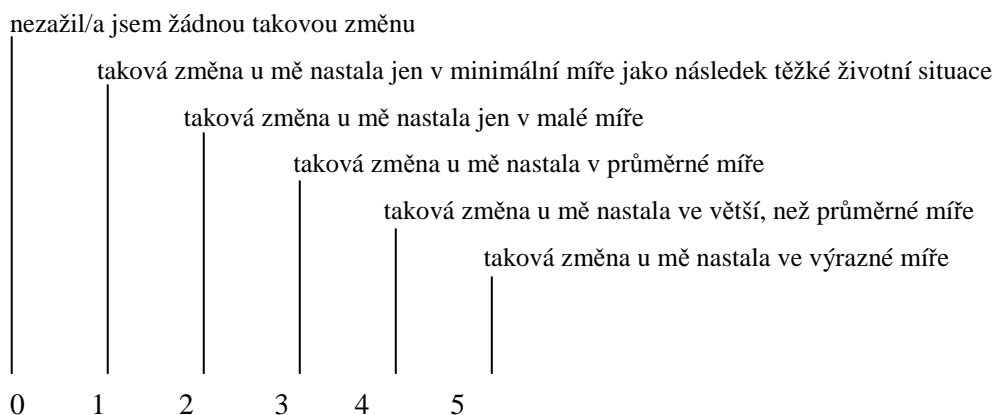 nezažil/a jsem žádnou takovou změnu
taková změna u mě nastala jen v minimální míře jako následek těžké životní situace
taková změna u mě nastala jen v malé míře
taková změna u mě nastala v průměrné míře
taková změna u mě nastala ve větší, než průměrné míře
taková změna u mě nastala ve výrazné míře
0 1 2 3 4 5